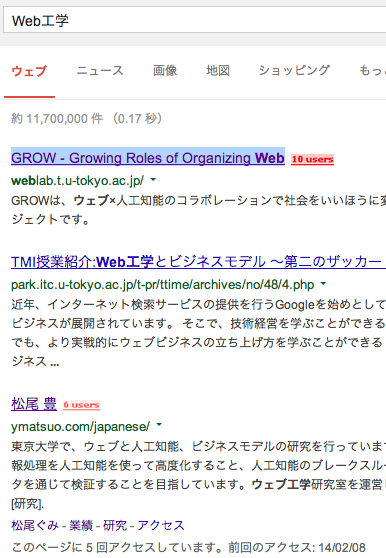 Web工学
ウェブ ニュース 画像 地図 ショッピング もっ
約 11,700,000 件 （0.17 秒）
GROW - Growing Roles of Organizing Web 10 users
weblab.t.u-tokyo.ac.jp/
GROWは、ウェブ×人工知能のコラボレーションで社会をいいほうに変
ジェクトです。
TMI授業紹介:Web工学とビジネスモデル ～第二のザッカー
park.itc.u-tokyo.ac.jp/t-pr/ttime/archives/no/48/4.php
近年、インターネット検索サービスの提供を行うGoogleを始めとして
ビジネスが展開されています。 そこで、技術経営を学ぶことができる
でも、より実戦的にウェブビジネスの立ち上げ方を学ぶことができる
ジネス ...
松尾 豊 6 users
ymatsuo.com/japanese/
東京大学で、ウェブと人工知能、ビジネスモデルの研究を行っています
報処理を人工知能を使って高度化すること、人工知能のブレークスルー
タを通じて検証することを目指しています。ウェブ工学研究室を運営し
[研究].
松尾ぐみ - 業績 - 研究 - アクセス
このページに 5 回アクセスしています。前回のアクセス: 14/02/08